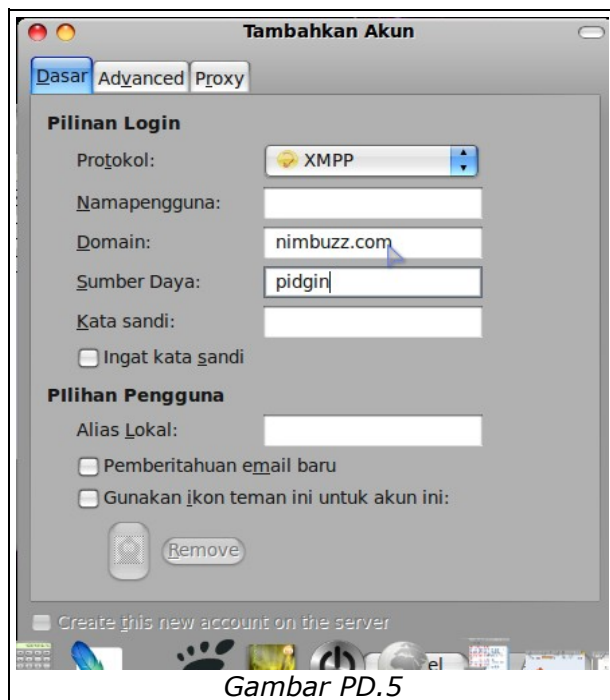 Tambahkan Akun
Dasar Advanced Proxy
Pilinan Login
Protokol: XMPP
Namapengguna:
Domain: nimbuzz.com
Sumber Daya: pidgin
Kata sandi:
Ingat kata sandi
PIlihan Pengguna
Alias Lokal:
Pemberitahuan email baru
Gunakan ikon teman ini untuk akun ini:
Remove
Create this new account on the server
Gambar PD.5